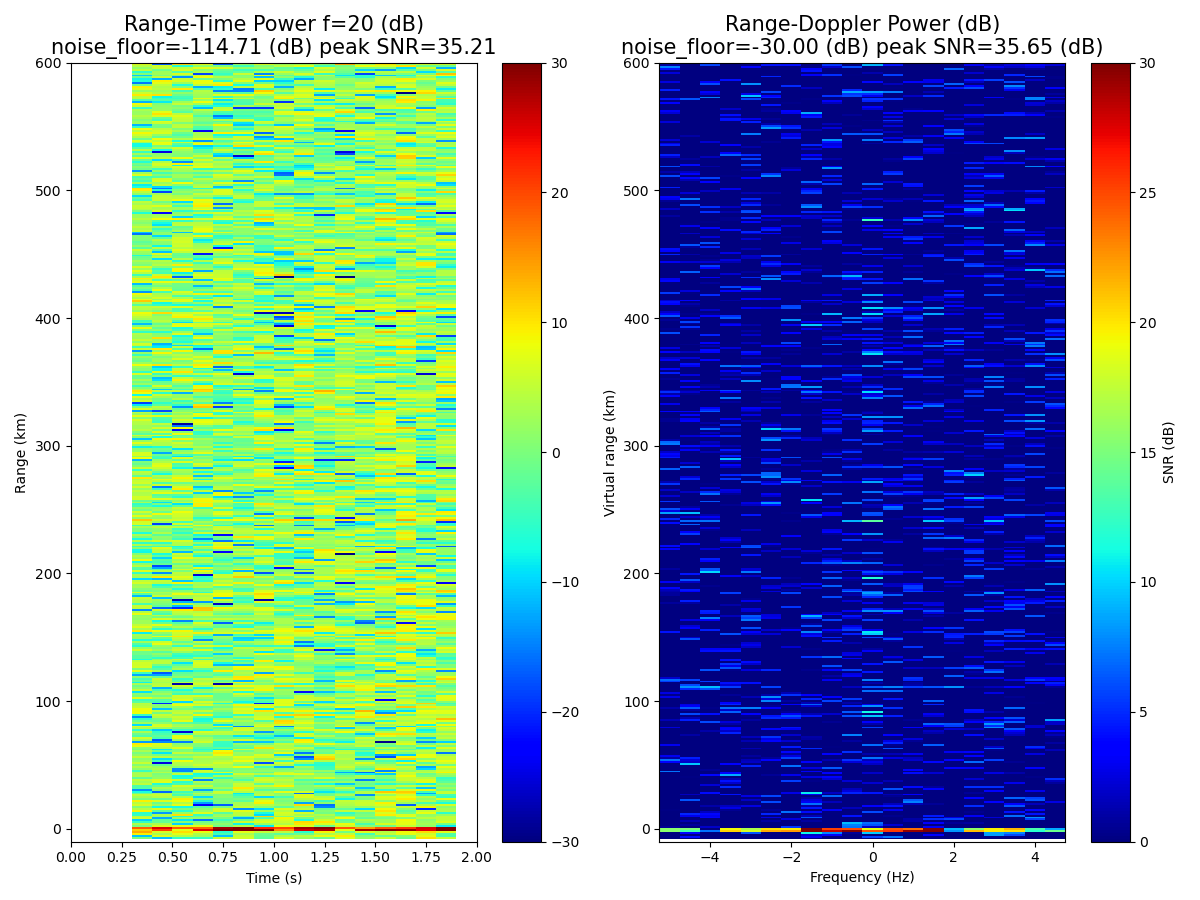 Range-Time Power f=20 (dB)
noise_floor=-114.71 (dB) peak SNR=35.21
600
500
400
300
200
100
0
Range (km)
0.00 0.25 0.50 0.75 1.00 1.25 1.50 1.75 2.00
Time (s)
30
20
10
0
−10
−20
−30
Range-Doppler Power (dB)
noise_floor=-30.00 (dB) peak SNR=35.65 (dB)
600
500
400
300
200
100
0
Virtual range (km)
−4 −2 0 2 4
Frequency (Hz)
30
25
20
15
10
5
0
SNR (dB)